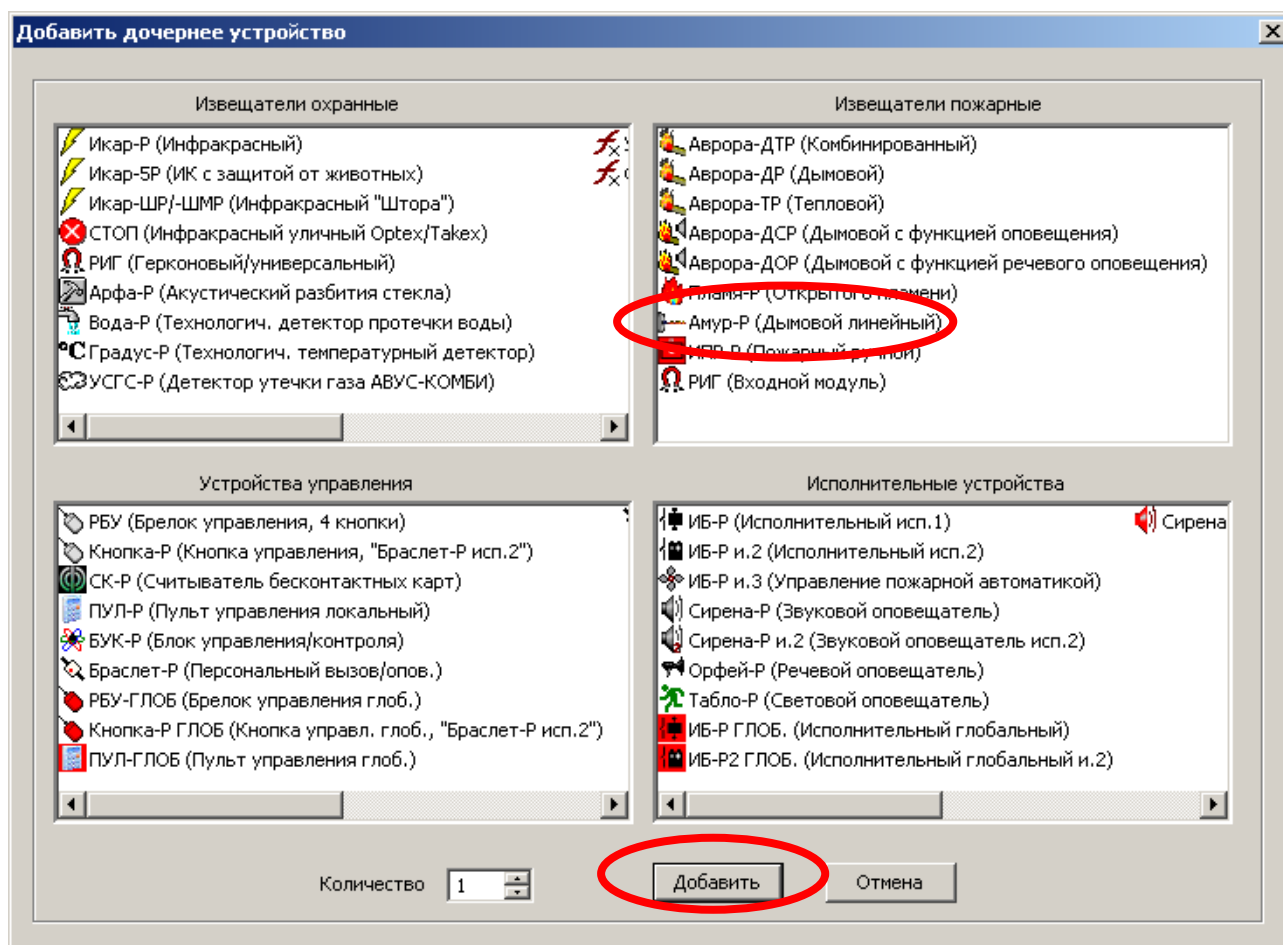 Добавить дочернее устройство
Извещатели охранные
Икар-Р (Инфракрасный)
Икар-5Р (ИК с защитой от животных)
Икар-ШР/-ШМР (Инфракрасный "Штора")
СТОП (Инфракрасный уличный Optex/Takex)
РИГ (Герконовый/универсальный)
Арфа-Р (Акустический разбития стекла)
Вода-Р (Технологич. детектор протечки воды)
°C Градус-Р (Технологич. температурный детектор)
УСГС-Р (Детектор утечки газа АВУС-КОМБИ)
Извещатели пожарные
Аврора-ДТР (Комбинированный)
Аврора-ДР (Дымовой)
Аврора-ТР (Тепловой)
Аврора-ДСР (Дымовой с функцией оповещения)
Аврора-ДОР (Дымовой с функцией речевого оповещения)
Пламя-Р (Открытого пламени)
Амур-Р (Дымовой линейный)
ИПР-Р (Пожарный ручной)
РИГ (Входной модуль)
Устройства управления
РБУ (Брелок управления, 4 кнопки)
Кнопка-Р (Кнопка управления, "Браслет-Р исп.2")
СК-Р (Считыватель бесконтактных карт)
ПУЛ-Р (Пульт управления локальный)
БУК-Р (Блок управления/контроля)
Браслет-Р (Персональный вызов/опов.)
РБУ-ГЛОБ (Брелок управления глоб.)
Кнопка-Р ГЛОБ (Кнопка управл. глоб., "Браслет-Р исп.2")
ПУЛ-ГЛОБ (Пульт управления глоб.)
Исполнительные устройства
ИБ-Р (Исполнительный исп.1) Сирена
ИБ-Р и.2 (Исполнительный исп.2)
ИБ-Р и.3 (Управление пожарной автоматикой)
Сирена-Р (Звуковой оповещатель)
Сирена-Р и.2 (Звуковой оповещатель исп.2)
Орфей-Р (Речевой оповещатель)
Табло-Р (Световой оповещатель)
ИБ-Р ГЛОБ. (Исполнительный глобальный)
ИБ-Р2 ГЛОБ. (Исполнительный глобальный и.2)
Количество 1 Добавить Отмена